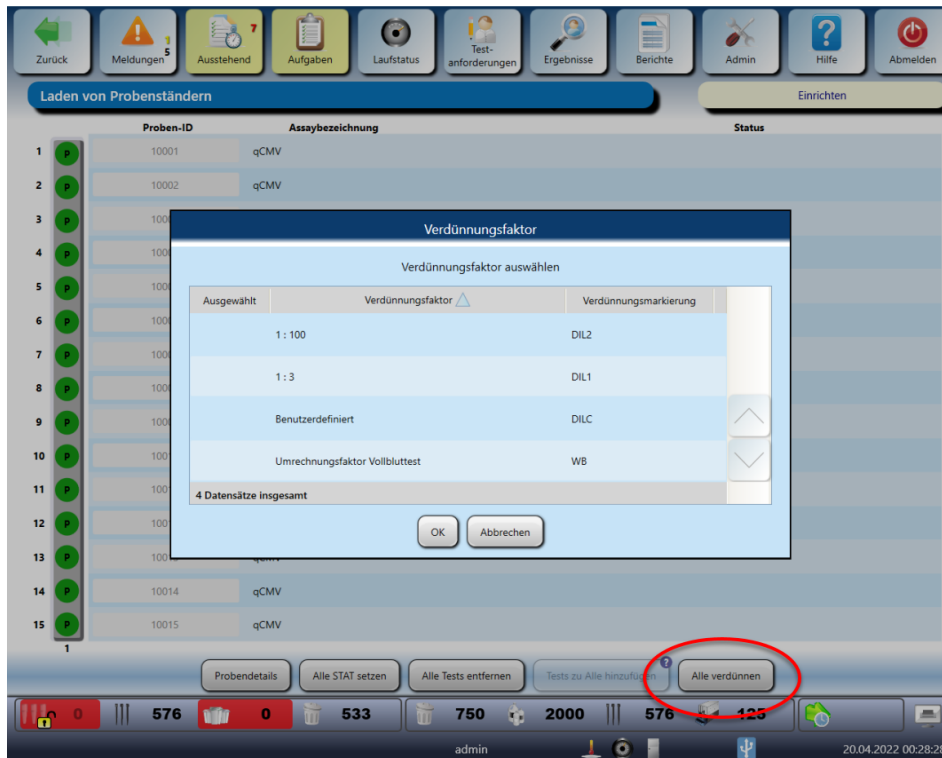 1
5
7
Zurück
Meldungen
Ausstehend
Aufgaben
Laufstatus
Test-
anforderungen
Ergebnisse
Berichte
Admin
Hilfe
Abmelden
Laden von Probenständern
Einrichten
Proben-ID Assaybezeichnung Status
1 P 10001 qCMV
2 P 10002 qCMV
3 P
4 P
5 P
6 P
7 P
8 P
9 P
10 P
11 P
12 P
13 P
14 P 10014 qCMV
15 P 10015 qCMV
1
Verdünnungsfaktor
Verdünnungsfaktor auswählen
Ausgewählt Verdünnungsfaktor Verdünnungsmarkierung
1 : 100 DIL2
1 : 3 DIL1
Benutzerdefiniert DILC
Umrechnungsfaktor Vollbluttest WB
4 Datensätze insgesamt
OK Abbrechen
Probendetails Alle STAT setzen Alle Tests entfernen Tests zu Alle hinzufügen ? Alle verdünnen
0 576 0 533 750 2000 576 125
admin 20.04.2022 00:28:28